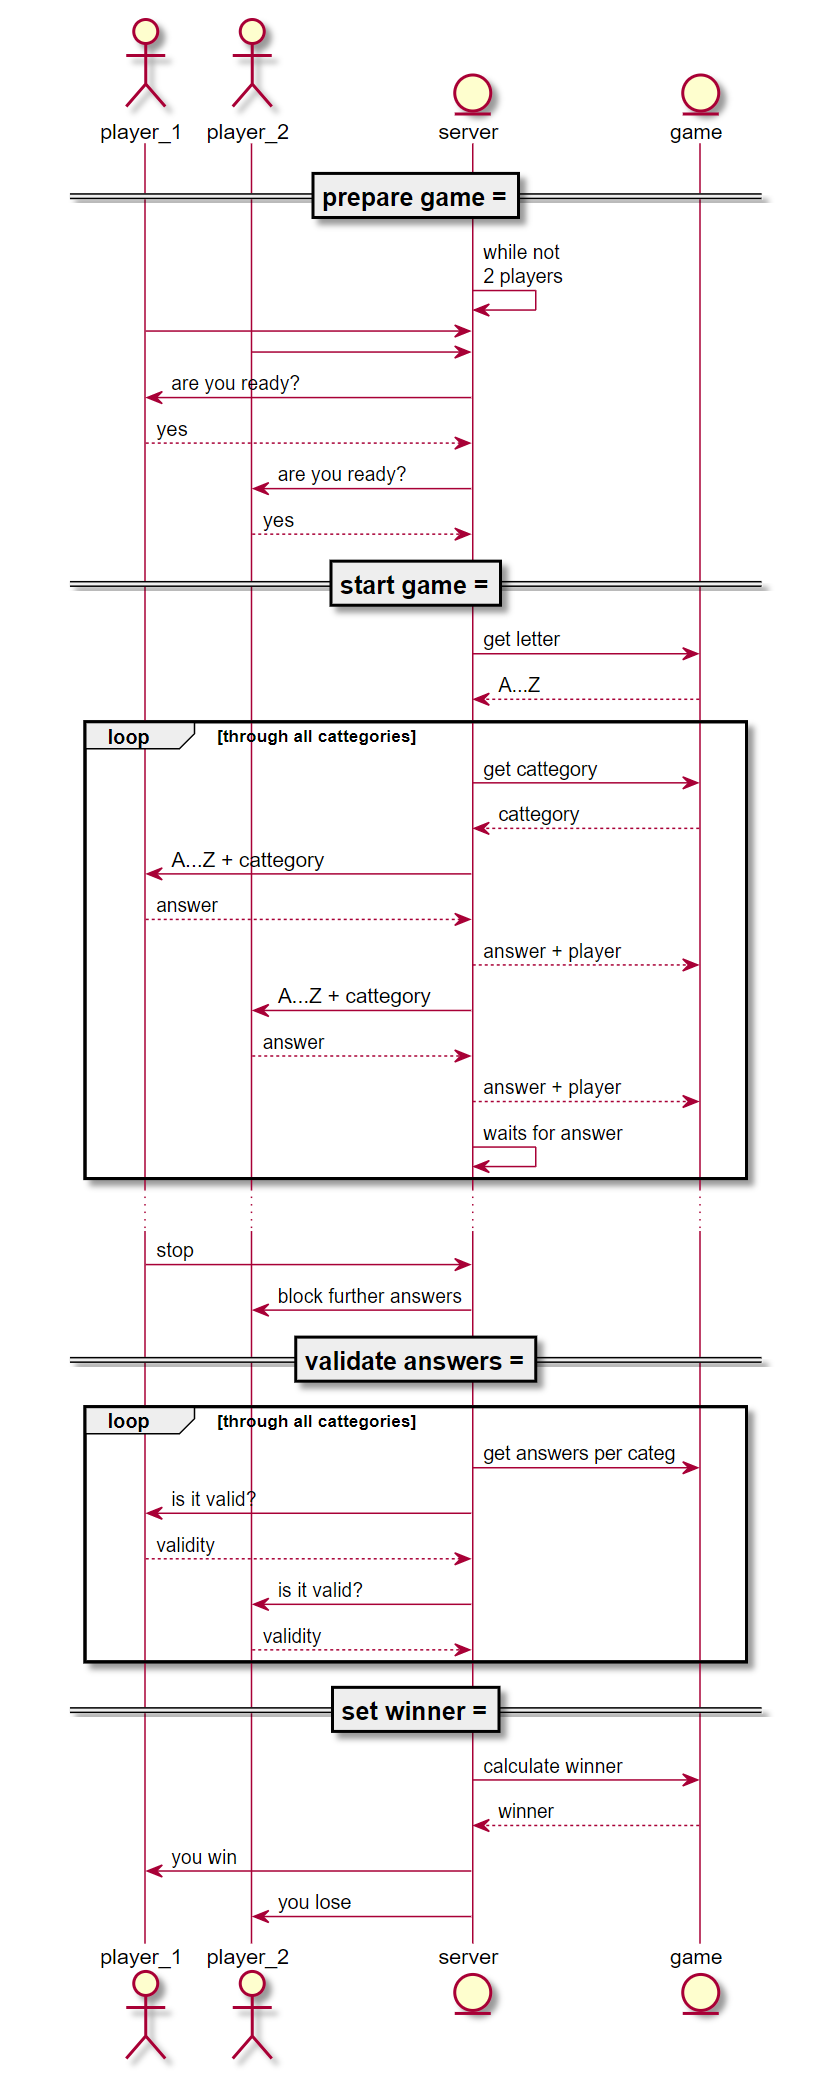 player_1 player_2 server game
prepare game =
while not
2 players
are you ready?
yes
are you ready?
yes
start game =
get letter
A...Z
loop [through all cattegories]
get cattegory
cattegory
A...Z + cattegory
answer
answer + player
A...Z + cattegory
answer
answer + player
waits for answer
stop
block further answers
validate answers =
loop [through all cattegories]
get answers per categ
is it valid?
validity
is it valid?
validity
set winner =
calculate winner
winner
you win
you lose
player_1 player_2 server game